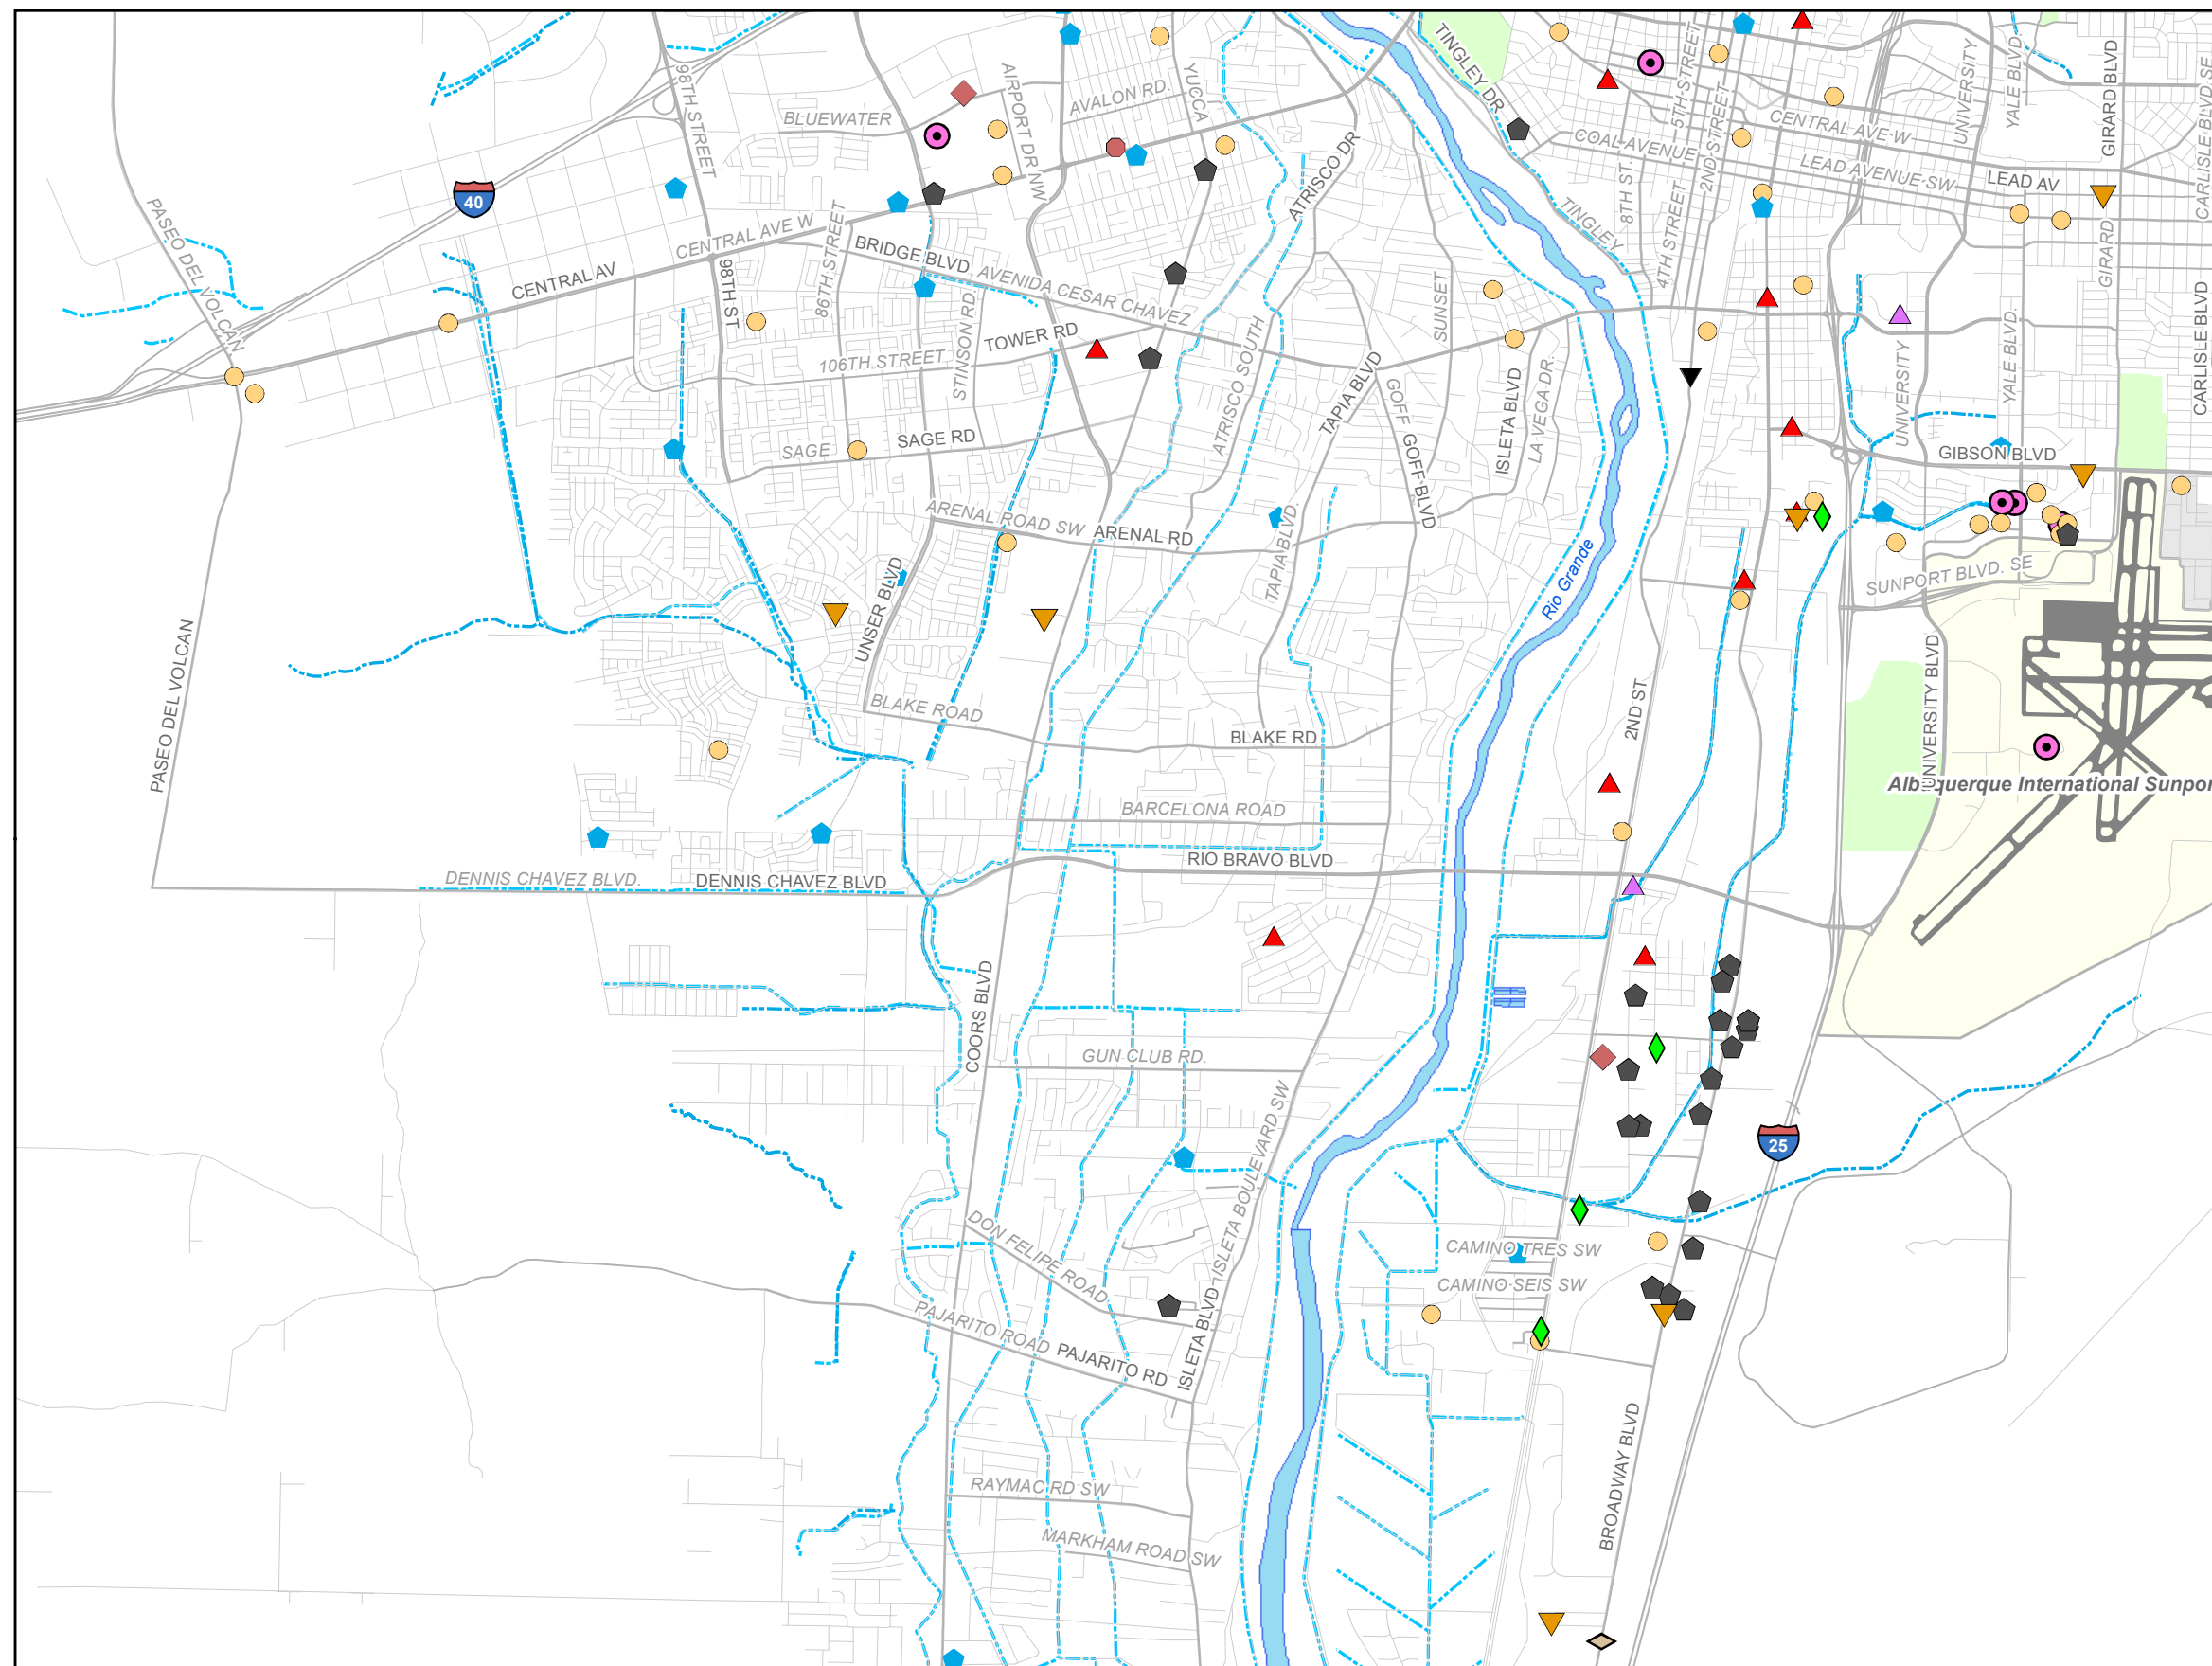 TINGLEY DR
5TH STREET
UNIVERSITY
YALE BLVD.
GIRARD BLVD
CARLISLE BLVD SE
98TH STREET
AIRPORT DR NW
YUCCA
AVALON RD.
BLUEWATER
2ND STREET
CENTRAL AVE W
COAL AVENUE
LEAD AVENUE SW
LEAD AV
40
PASEO DEL VOLCAN
ATRISCO DR
TINGLEY
8TH ST.
4TH STREET
GIRARD
CENTRAL AVE W
86TH STREET
BRIDGE BLVD
AVENIDA CESAR CHAVEZ
CENTRAL AV
98TH ST
STINSON RD.
TOWER RD
106TH STREET
ATRISCO SOUTH
SUNSET
TAPIA BLVD
GOFF
GOFF BLVD
ISLETA BLVD
LA VEGA DR.
UNIVERSITY
YALE BLVD.
CARLISLE BLVD
SAGE
SAGE RD
GIBSON BLVD
ARENAL ROAD SW
ARENAL RD
TAPIA BLVD.
Rio Grande
SUNPORT BLVD. SE
UNSER BLVD
PASEO DEL VOLCAN
BLAKE ROAD
BLAKE RD
2ND ST
UNIVERSITY BLVD
Albuquerque International Sunpor
BARCELONA ROAD
RIO BRAVO BLVD
DENNIS CHAVEZ BLVD.
DENNIS CHAVEZ BLVD
COORS BLVD
GUN CLUB RD.
ISLETA BOULEVARD SW
25
DON FELIPE ROAD
CAMINO TRES SW
CAMINO SEIS SW
PAJARITO ROAD
PAJARITO RD
ISLETA BLVD
BROADWAY BLVD
RAYMAC RD SW
MARKHAM ROAD SW